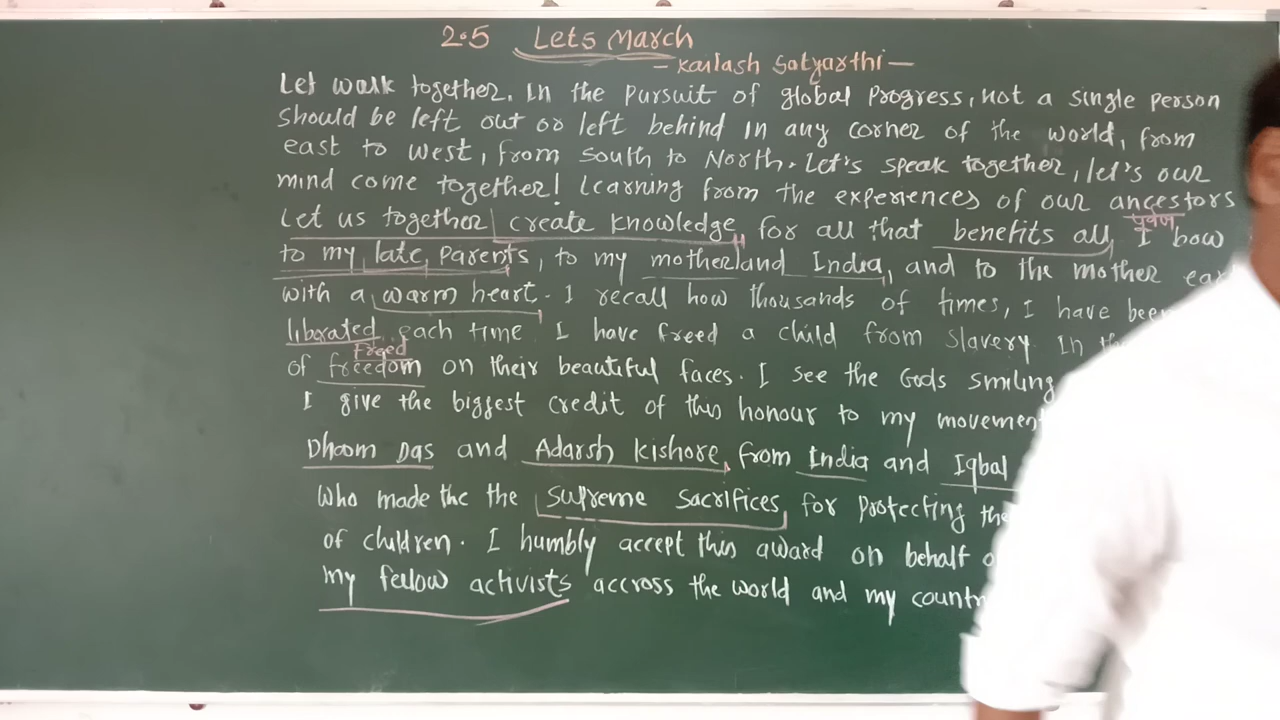 2.5 Lets March
- Kailash Satyarthi -
Let walk together. In the pursuit of global Progress, not a single person
should be left out or left behind in any corner of the world, from
east to west, from South to North. Let's speak together, let's our
mind come together! Learning from the experiences of our ancestors
पूर्वज
Let us together create knowledge for all that benefits all, I bow
to my late parents, to my motherland India, and to the mother
with a warm heart. I recall how thousands of times, I have been
liborated each time I have freed a child from slavery In
Freed
of freedom on their beautiful faces. I see the Gods smiling
I give the biggest credit of this honour to my movement
Dhoom Das and Adarsh Kishore, from India and Iqbal
who made the the supreme sacrifices for protecting the
of children. I humbly accept this award on behalf
my fellow activists accross the world and my